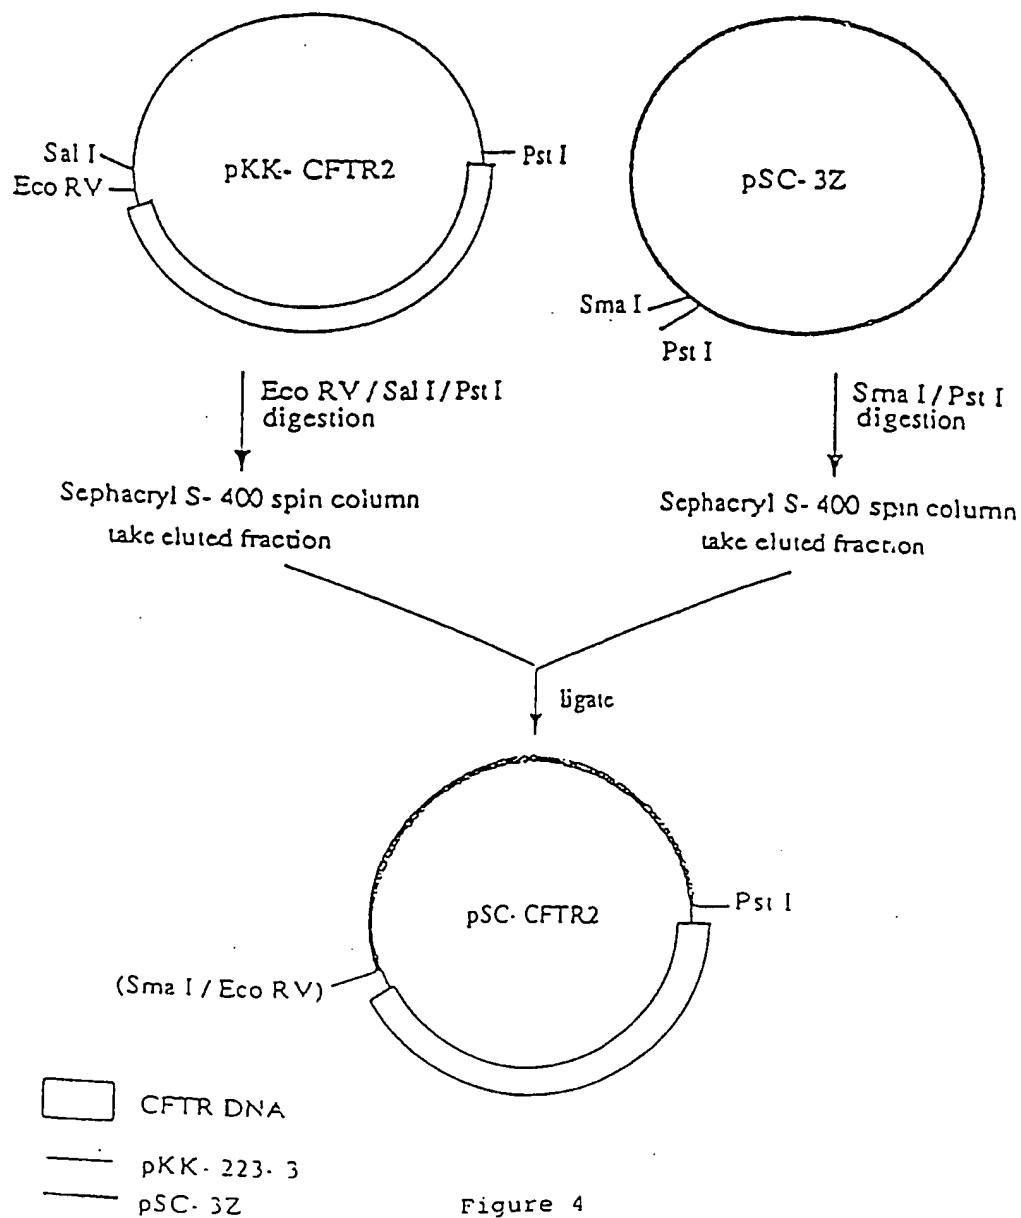 Sal I
Eco RV
pKK- CFTR2
Pst I
pSC- 3Z
Sma I
Pst I
Eco RV / Sal I / Pst I
digestion
Sma I / Pst I
digestion
Sephacryl S- 400 spin column
take eluted fraction
Sephacryl S- 400 spin column
take eluted fraction
ligate
pSC- CFTR2
Pst I
(Sma I / Eco RV)
CFTR DNA
pKK- 223- 3
pSC- 3Z
Figure 4